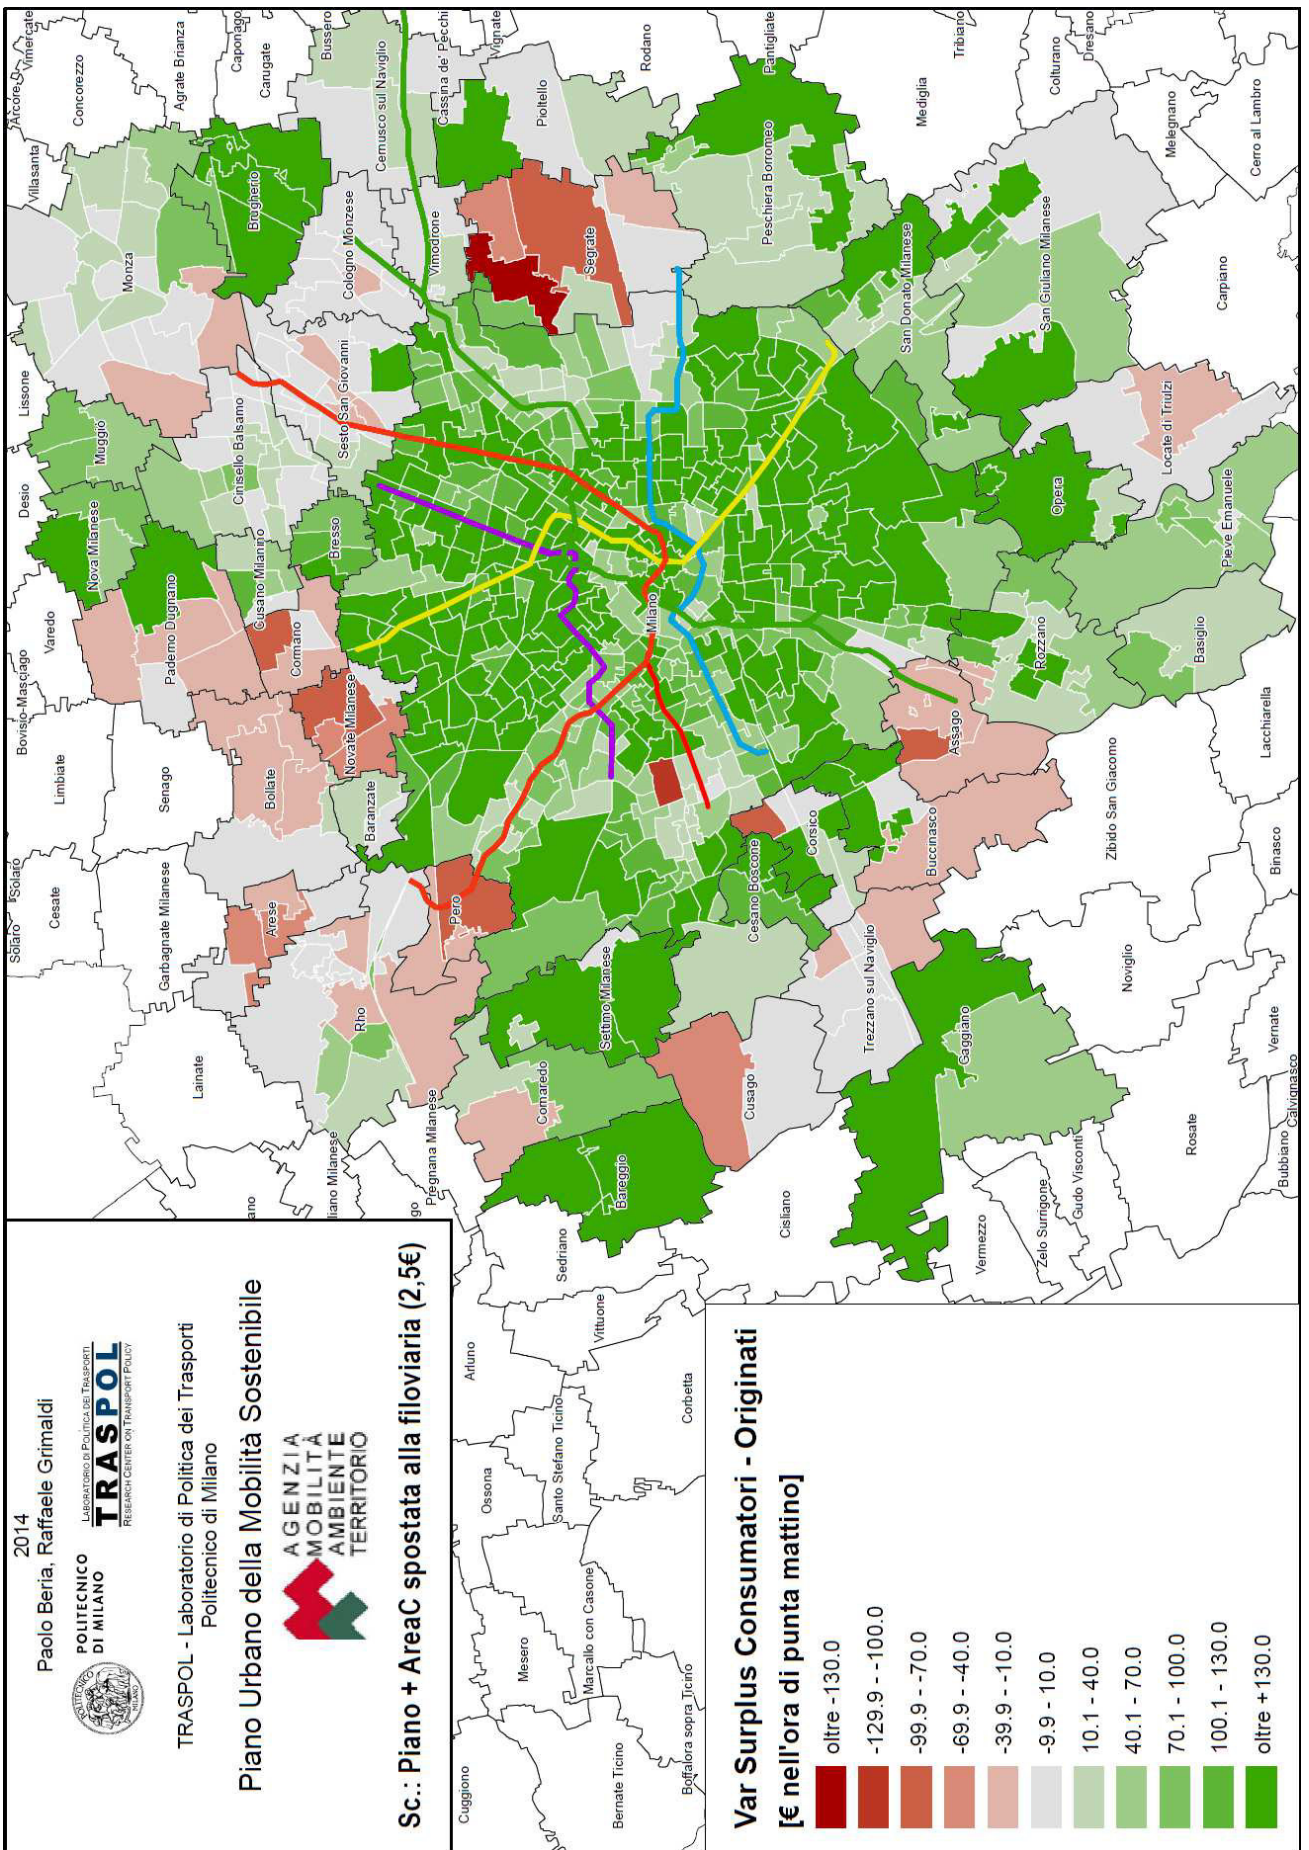 2014
Paolo Beria, Raffaele Grimaldi
POLITECNICO
DI MILANO
LABORATORIO DI POLITICA DEI TRASPORTI
TRASPOL
RESEARCH CENTER ON TRANSPORT POLICY
TRASPOL - Laboratorio di Politica dei Trasporti
Politecnico di Milano
Piano Urbano della Mobilità Sostenibile
AGENZIA
MOBILITÀ
AMBIENTE
TERRITORIO
Sc.: Piano + AreaC spostata alla filoviaria (2,5€)
Var Surplus Consumatori - Originati
[€ nell'ora di punta mattino]
oltre -130.0
-129.9 - -100.0
-99.9 - -70.0
-69.9 - -40.0
-39.9 - -10.0
-9.9 - 10.0
10.1 - 40.0
40.1 - 70.0
70.1 - 100.0
100.1 - 130.0
oltre +130.0
Solaro
Solaro
Cesate
Limbiate
Bovisio-Masciago
Varedo
Desio
Lissone
Villasanta
Arcore
Vimercate
Concorezzo
Agrate Brianza
Caponago
Carugate
Bussero
Garbagnate Milanese
Senago
Paderno Dugnano
Nova Milanese
Muggiò
Monza
Brugherio
Cernusco sul Naviglio
Cassina de' Pecchi
Vignate
Lainate
Arese
Bollate
Cormano
Cusano Milanino
Cinisello Balsamo
Cologno Monzese
Bresso
Sesto San Giovanni
Vimodrone
Pioltello
Rho
Baranzate
Novate Milanese
liano Milanese
ano
Pregnana Milanese
go
Pero
Segrate
Rodano
Pantigliate
Cornaredo
Settimo Milanese
Milano
Peschiera Borromeo
Sedriano
Bareggio
Arluno
Vittuone
Ossona
Santo Stefano Ticino
Corbetta
Mesero
Marcallo con Casone
Cuggiono
Bernate Ticino
Boffalora sopra Ticino
Cisliano
Cusago
Cesano Boscone
Corsico
Trezzano sul Naviglio
Buccinasco
Assago
Mediglia
Tribiano
San Donato Milanese
Colturano
Dresano
San Giuliano Milanese
Melegnano
Cerro al Lambro
Carpiano
Locate di Triulzi
Opera
Rozzano
Pieve Emanuele
Basiglio
Vermezzo
Zelo Surrigone
Gudo Visconti
Gaggiano
Noviglio
Zibido San Giacomo
Lacchiarella
Binasco
Rosate
Vernate
Bubbiano
Calvignasco